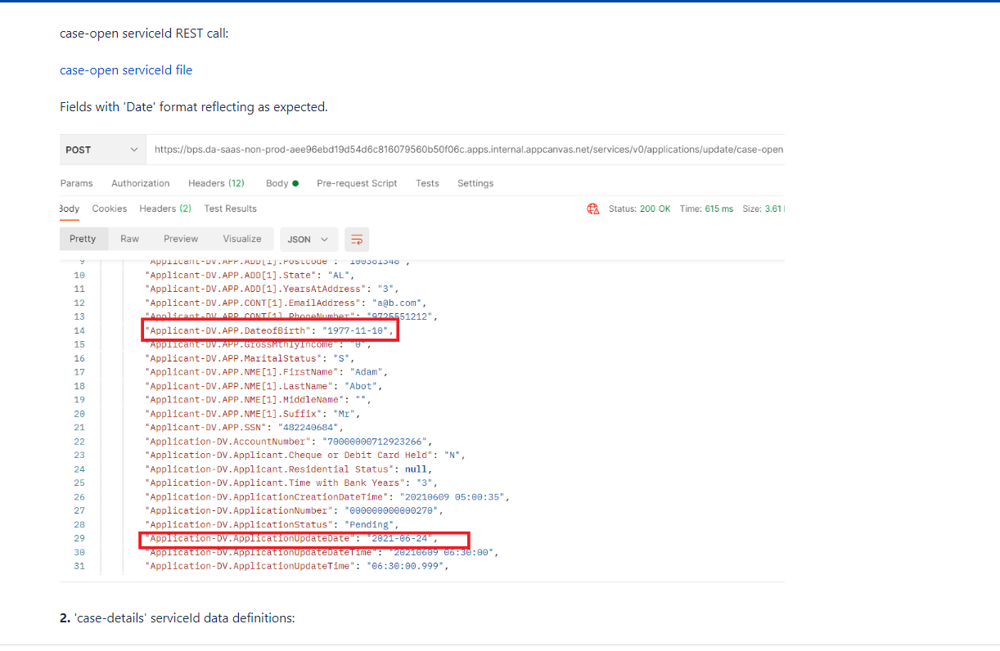 case-open serviceId REST call:
case-open serviceId file
Fields with 'Date' format reflecting as expected.
POST https://bps.da-saas-non-prod-aee96ebd19d54d6c816079560b50f06c.apps.internal.appcanvas.net/services/v0/applications/update/case-open
Params Authorization Headers (12) Body Pre-request Script Tests Settings
Body Cookies Headers (2) Test Results Status: 200 OK Time: 615 ms Size: 3.61
Pretty Raw Preview Visualize JSON
9 "Applicant-DV.APP.ADD[1].Postcode": "100381348",
10 "Applicant-DV.APP.ADD[1].State": "AL",
11 "Applicant-DV.APP.ADD[1].YearsAtAddress": "3",
12 "Applicant-DV.APP.CONT[1].EmailAddress": "a@b.com",
13 "Applicant-DV.APP.CONT[1].PhoneNumber": "9725551212",
14 "Applicant-DV.APP.DateofBirth": "1977-11-10",
15 "Applicant-DV.APP.GrossMthlyIncome": "0",
16 "Applicant-DV.APP.MaritalStatus": "S",
17 "Applicant-DV.APP.NME[1].FirstName": "Adam",
18 "Applicant-DV.APP.NME[1].LastName": "Abot",
19 "Applicant-DV.APP.NME[1].MiddleName": "",
20 "Applicant-DV.APP.NME[1].Suffix": "Mr",
21 "Applicant-DV.APP.SSN": "482240684",
22 "Application-DV.AccountNumber": "70000000712923266",
23 "Application-DV.Applicant.Cheque or Debit Card Held": "N",
24 "Application-DV.Applicant.Residential Status": null,
25 "Application-DV.Applicant.Time with Bank Years": "3",
26 "Application-DV.ApplicationCreationDateTime": "20210609 05:00:35",
27 "Application-DV.ApplicationNumber": "000000000000270",
28 "Application-DV.ApplicationStatus": "Pending",
29 "Application-DV.ApplicationUpdateDate": "2021-06-24",
30 "Application-DV.ApplicationUpdateDateTime": "20210609 06:30:00",
31 "Application-DV.ApplicationUpdateTime": "06:30:00.999",
2. 'case-details' serviceId data definitions: